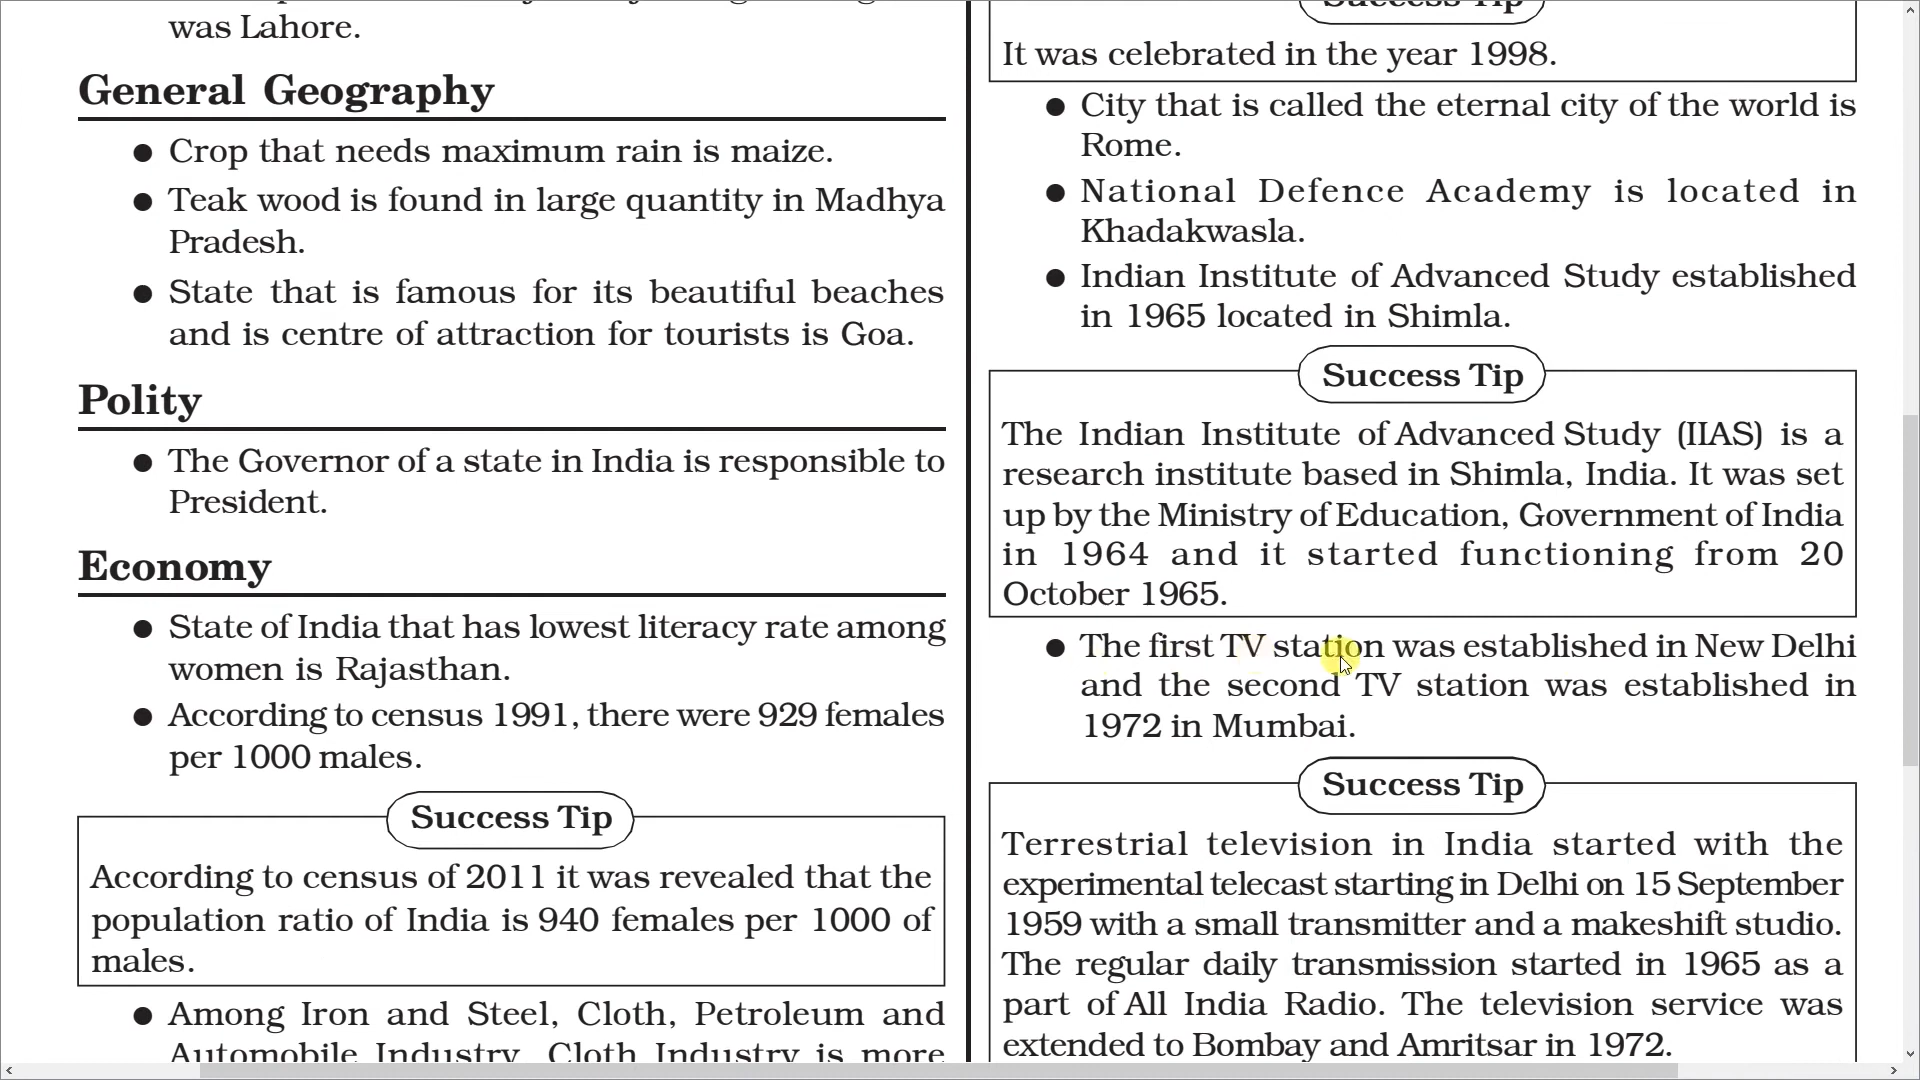 was Lahore.
General Geography
● Crop that needs maximum rain is maize.
● Teak wood is found in large quantity in Madhya
Pradesh.
● State that is famous for its beautiful beaches
and is centre of attraction for tourists is Goa.
Polity
● The Governor of a state in India is responsible to
President.
Economy
● State of India that has lowest literacy rate among
women is Rajasthan.
● According to census 1991, there were 929 females
per 1000 males.
Success Tip
According to census of 2011 it was revealed that the
population ratio of India is 940 females per 1000 of
males.
● Among Iron and Steel, Cloth, Petroleum and
Automobile Industry, Cloth Industry is more
Success Tip
It was celebrated in the year 1998.
● City that is called the eternal city of the world is
Rome.
● National Defence Academy is located in
Khadakwasla.
● Indian Institute of Advanced Study established
in 1965 located in Shimla.
Success Tip
The Indian Institute of Advanced Study (IIAS) is a
research institute based in Shimla, India. It was set
up by the Ministry of Education, Government of India
in 1964 and it started functioning from 20
October 1965.
● The first TV station was established in New Delhi
and the second TV station was established in
1972 in Mumbai.
Success Tip
Terrestrial television in India started with the
experimental telecast starting in Delhi on 15 September
1959 with a small transmitter and a makeshift studio.
The regular daily transmission started in 1965 as a
part of All India Radio. The television service was
extended to Bombay and Amritsar in 1972.